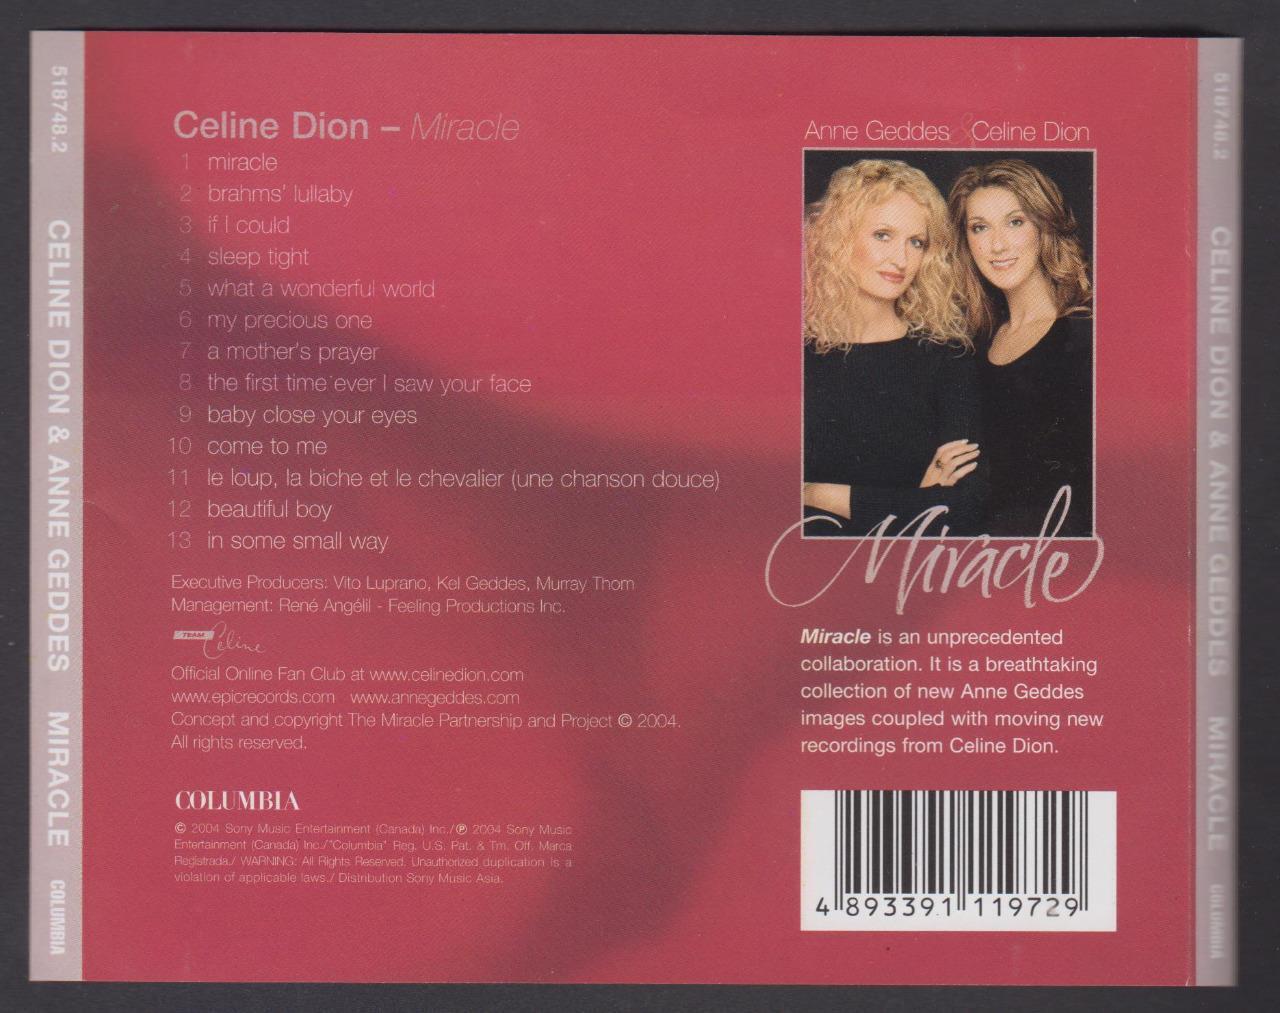 518748.2 CELINE DION & ANNE GEDDES MIRACLE COLUMBIA
Celine Dion – Miracle
1 miracle
2 brahms' lullaby
3 if I could
4 sleep tight
5 what a wonderful world
6 my precious one
7 a mother's prayer
8 the first time ever I saw your face
9 baby close your eyes
10 come to me
11 le loup, la biche et le chevalier (une chanson douce)
12 beautiful boy
13 in some small way
Executive Producers: Vito Luprano, Kel Geddes, Murray Thom
Management: René Angélil - Feeling Productions Inc.
TEAM Céline
Official Online Fan Club at www.celinedion.com
www.epicrecords.com www.annegeddes.com
Concept and copyright The Miracle Partnership and Project © 2004.
All rights reserved.
COLUMBIA
© 2004 Sony Music Entertainment (Canada) Inc./℗ 2004 Sony Music
Entertainment (Canada) Inc./"Columbia" Reg. U.S. Pat. & Tm. Off. Marca
Registrada./ WARNING: All Rights Reserved. Unauthorized duplication is a
violation of applicable laws./ Distribution Sony Music Asia.
Anne Geddes & Celine Dion
Miracle
Miracle is an unprecedented
collaboration. It is a breathtaking
collection of new Anne Geddes
images coupled with moving new
recordings from Celine Dion.
4 893391 119729
518748.2 CELINE DION & ANNE GEDDES MIRACLE COLUMBIA